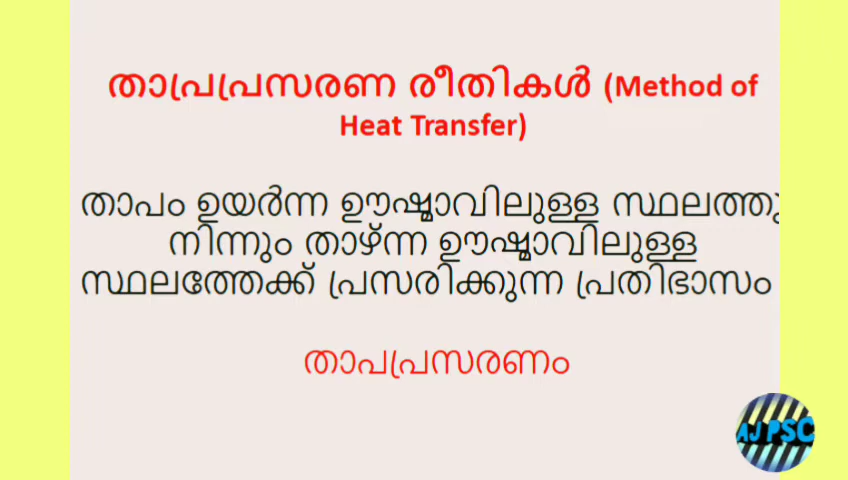 താപ്രപ്രസരണ രീതികൾ (Method of
Heat Transfer)
താപം ഉയർന്ന ഊഷ്മാവിലുള്ള സ്ഥലത്തു
നിന്നും താഴ്ന്ന ഊഷ്മാവിലുള്ള
സ്ഥലത്തേക്ക് പ്രസരിക്കുന്ന പ്രതിഭാസം
താപപ്രസരണം
AJ PSC